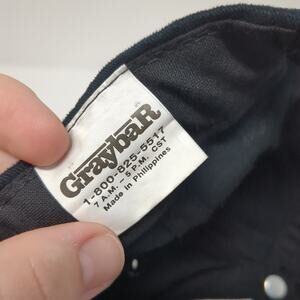 GraybaR
1-800-825-5517
7 A.M. - 5 P.M. CST
Made in Philippines